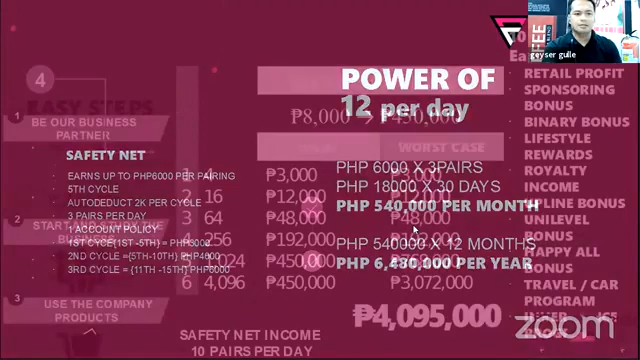 POWER OF
12 per day
₱8,000
4
EASY STEPS
1
BE OUR BUSINESS
PARTNER
SAFETY NET
EARNS UP TO PHP6000 PER PAIRING
5TH CYCLE
AUTODEDUCT 2K PER CYCLE
3 PAIRS PER DAY
1 ACCOUNT POLICY
1ST CYCE{1ST -5TH} = PHP6000
2ND CYCLE ={5TH-10TH} PHP4800
3RD CYCLE = {11TH -15TH} PHP6000
2
3
USE THE COMPANY
PRODUCTS
WORST CASE
1 4 ₱3,000 ₱3,000
2 16 ₱12,000
3 64 ₱48,000 ₱48,000
4 256 ₱192,000
5 1,024 ₱450,000
6 4,096 ₱450,000 ₱3,072,000
PHP 6000 X 3PAIRS
PHP 18000 X 30 DAYS
PHP 540,000 PER MONTH
PHP 540000 X 12 MONTHS
PHP 6,480,000 PER YEAR
₱4,095,000
SAFETY NET INCOME
10 PAIRS PER DAY
RETAIL PROFIT
SPONSORING
BONUS
BINARY BONUS
LIFESTYLE
REWARDS
ROYALTY
INCOME
UNILEVEL
BONUS
HAPPY ALL
BONUS
TRAVEL / CAR
PROGRAM
geyser guille
zoom